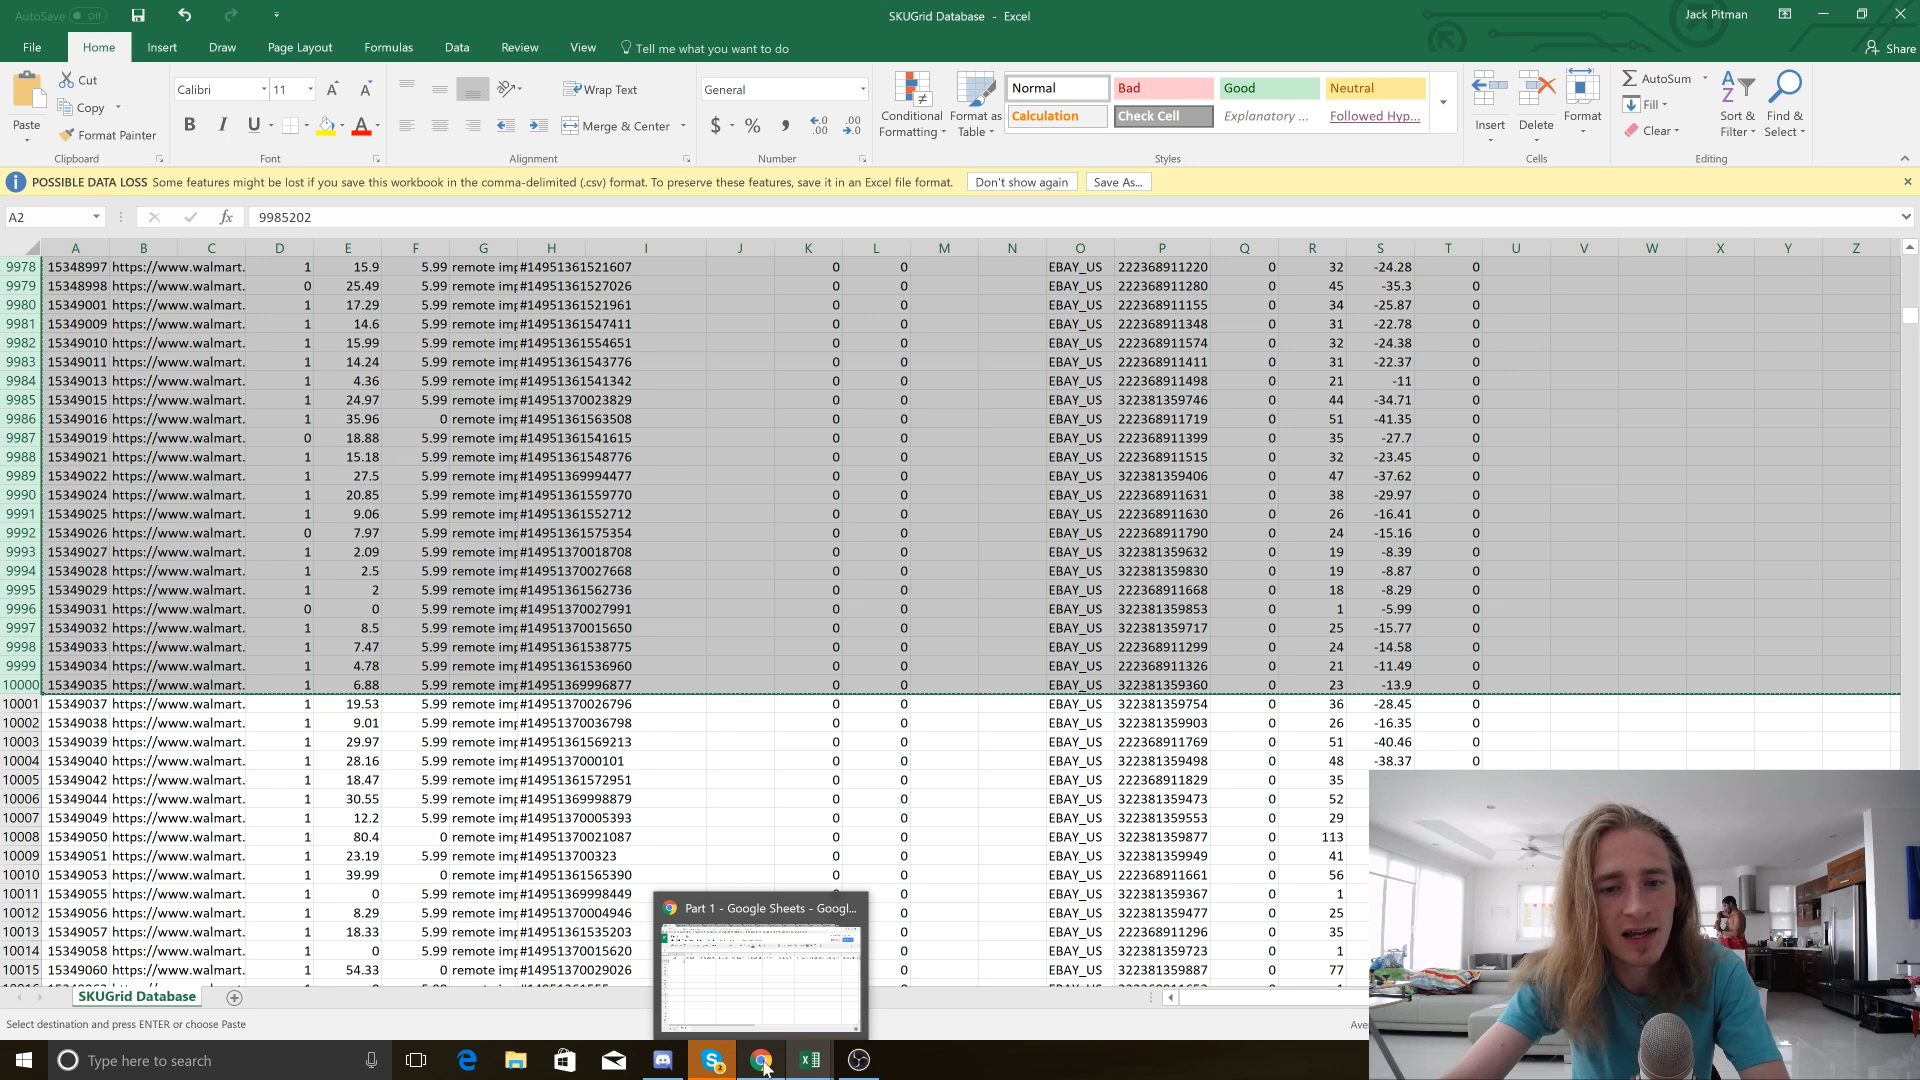 AutoSave Off
SKUGrid Database - Excel
Jack Pitman
File Home Insert Draw Page Layout Formulas Data Review View Tell me what you want to do Share
Paste Cut Copy Format Painter Clipboard
Calibri 11 Font
B I U A
Wrap Text Merge & Center Alignment
General $ % , Number
Conditional Formatting Format as Table
Normal Bad Good Neutral
Calculation Check Cell Explanatory ... Followed Hyp...
Styles
Insert Delete Format Cells
AutoSum Fill Clear Sort & Filter Find & Select Editing
POSSIBLE DATA LOSS Some features might be lost if you save this workbook in the comma-delimited (.csv) format. To preserve these features, save it in an Excel file format. Don't show again Save As...
A2 fx 9985202
A B C D E F G H I J K L M N O P Q R S T U V W X Y Z
9978 15348997 https://www.walmart. 1 15.9 5.99 remote imp #14951361521607 0 0 EBAY_US 222368911220 0 32 -24.28 0
9979 15348998 https://www.walmart. 0 25.49 5.99 remote imp #14951361527026 0 0 EBAY_US 222368911280 0 45 -35.3 0
9980 15349001 https://www.walmart. 1 17.29 5.99 remote imp #14951361521961 0 0 EBAY_US 222368911155 0 34 -25.87 0
9981 15349009 https://www.walmart. 1 14.6 5.99 remote imp #14951361547411 0 0 EBAY_US 222368911348 0 31 -22.78 0
9982 15349010 https://www.walmart. 1 15.99 5.99 remote imp #14951361554651 0 0 EBAY_US 222368911574 0 32 -24.38 0
9983 15349011 https://www.walmart. 1 14.24 5.99 remote imp #14951361543776 0 0 EBAY_US 222368911411 0 31 -22.37 0
9984 15349013 https://www.walmart. 1 4.36 5.99 remote imp #14951361541342 0 0 EBAY_US 222368911498 0 21 -11 0
9985 15349015 https://www.walmart. 1 24.97 5.99 remote imp #14951370023829 0 0 EBAY_US 322381359746 0 44 -34.71 0
9986 15349016 https://www.walmart. 1 35.96 0 remote imp #14951361563508 0 0 EBAY_US 222368911719 0 51 -41.35 0
9987 15349019 https://www.walmart. 0 18.88 5.99 remote imp #14951361541615 0 0 EBAY_US 222368911399 0 35 -27.7 0
9988 15349021 https://www.walmart. 1 15.18 5.99 remote imp #14951361548776 0 0 EBAY_US 222368911515 0 32 -23.45 0
9989 15349022 https://www.walmart. 1 27.5 5.99 remote imp #14951369994477 0 0 EBAY_US 322381359406 0 47 -37.62 0
9990 15349024 https://www.walmart. 1 20.85 5.99 remote imp #14951361559770 0 0 EBAY_US 222368911631 0 38 -29.97 0
9991 15349025 https://www.walmart. 1 9.06 5.99 remote imp #14951361552712 0 0 EBAY_US 222368911630 0 26 -16.41 0
9992 15349026 https://www.walmart. 0 7.97 5.99 remote imp #14951361575354 0 0 EBAY_US 222368911790 0 24 -15.16 0
9993 15349027 https://www.walmart. 1 2.09 5.99 remote imp #14951370018708 0 0 EBAY_US 322381359632 0 19 -8.39 0
9994 15349028 https://www.walmart. 1 2.5 5.99 remote imp #14951370027668 0 0 EBAY_US 322381359830 0 19 -8.87 0
9995 15349029 https://www.walmart. 1 2 5.99 remote imp #14951361562736 0 0 EBAY_US 222368911668 0 18 -8.29 0
9996 15349031 https://www.walmart. 0 0 5.99 remote imp #14951370027991 0 0 EBAY_US 322381359853 0 1 -5.99 0
9997 15349032 https://www.walmart. 1 8.5 5.99 remote imp #14951370015650 0 0 EBAY_US 322381359717 0 25 -15.77 0
9998 15349033 https://www.walmart. 1 7.47 5.99 remote imp #14951361538775 0 0 EBAY_US 222368911299 0 24 -14.58 0
9999 15349034 https://www.walmart. 1 4.78 5.99 remote imp #14951361536960 0 0 EBAY_US 222368911326 0 21 -11.49 0
10000 15349035 https://www.walmart. 1 6.88 5.99 remote imp #14951369996877 0 0 EBAY_US 322381359360 0 23 -13.9 0
10001 15349037 https://www.walmart. 1 19.53 5.99 remote imp #14951370026796 0 0 EBAY_US 322381359754 0 36 -28.45 0
10002 15349038 https://www.walmart. 1 9.01 5.99 remote imp #14951370036798 0 0 EBAY_US 322381359903 0 26 -16.35 0
10003 15349039 https://www.walmart. 1 29.97 5.99 remote imp #14951361569213 0 0 EBAY_US 222368911769 0 51 -40.46 0
10004 15349040 https://www.walmart. 1 28.16 5.99 remote imp #1495137000101 0 0 EBAY_US 322381359498 0 48 -38.37 0
10005 15349042 https://www.walmart. 1 18.47 5.99 remote imp #14951361572951 0 0 EBAY_US 222368911829 0 35
10006 15349044 https://www.walmart. 1 30.55 5.99 remote imp #14951369998879 0 0 EBAY_US 322381359473 0 52
10007 15349049 https://www.walmart. 1 12.2 5.99 remote imp #14951370005393 0 0 EBAY_US 322381359553 0 29
10008 15349050 https://www.walmart. 1 80.4 0 remote imp #14951370021087 0 0 EBAY_US 322381359877 0 113
10009 15349051 https://www.walmart. 1 23.19 5.99 remote imp #149513700323 0 0 EBAY_US 322381359949 0 41
10010 15349053 https://www.walmart. 1 39.99 0 remote imp #14951361565390 0 0 EBAY_US 222368911661 0 56
10011 15349055 https://www.walmart. 1 0 5.99 remote imp #14951369998449 0 0 EBAY_US 322381359367 0 1
10012 15349056 https://www.walmart. 1 8.29 5.99 remote imp #14951370004946 0 EBAY_US 322381359477 0 25
10013 15349057 https://www.walmart. 1 18.33 5.99 remote imp #14951361535203 0 EBAY_US 222368911296 0 35
10014 15349058 https://www.walmart. 1 0 5.99 remote imp #14951370015620 0 EBAY_US 322381359723 0 1
10015 15349060 https://www.walmart. 1 54.33 0 remote imp #14951370029026 0 EBAY_US 322381359887 0 77
Part 1 - Google Sheets - Googl...
SKUGrid Database
Select destination and press ENTER or choose Paste
Ave
Type here to search